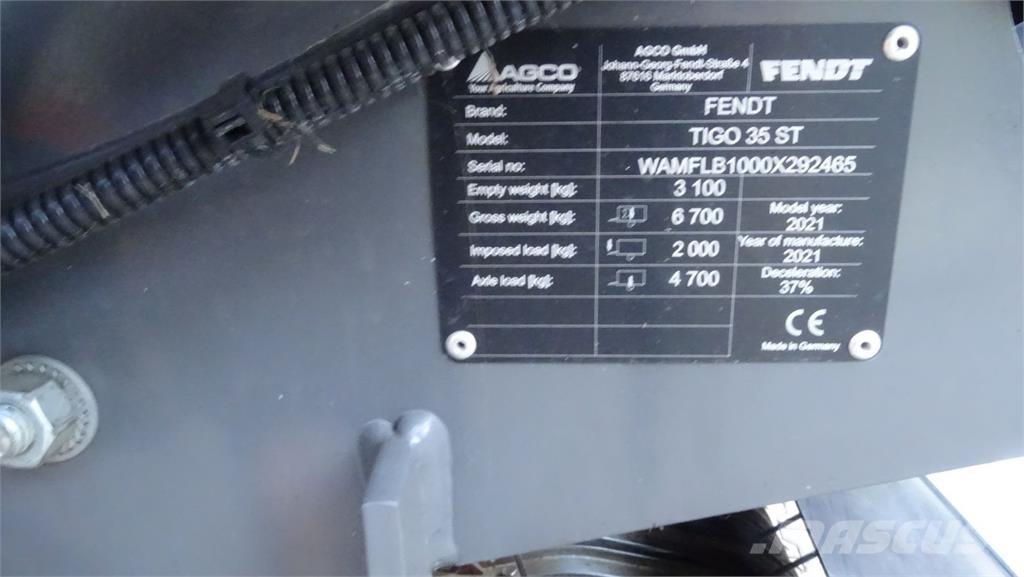 AGCO
Your Agriculture Company
AGCO GmbH
Johann-Georg-Fendt-Straße 4
87616 Marktoberdorf
Germany
FENDT
Brand: FENDT
Model: TIGO 35 ST
Serial no: WAMFLB1000X292465
Empty weight [kg]: 3 100
Gross weight [kg]: 6 700
Model year:
2021
Imposed load [kg]: 2 000
Year of manufacture:
2021
Axle load [kg]: 4 700
Deceleration:
37%
CE
Made in Germany
MASCUS